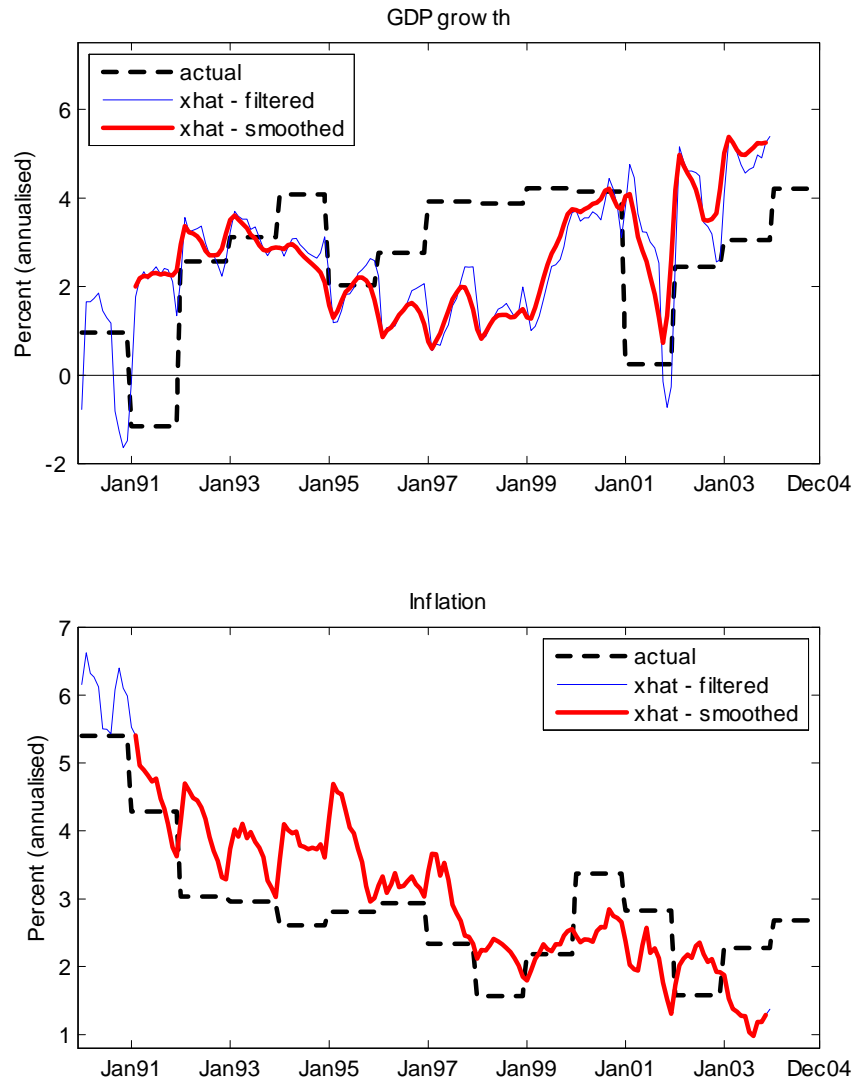 GDP grow th
actual
xhat - filtered
xhat - smoothed
Percent (annualised)
6
4
2
0
-2
Jan91 Jan93 Jan95 Jan97 Jan99 Jan01 Jan03 Dec04
Inflation
actual
xhat - filtered
xhat - smoothed
Percent (annualised)
7
6
5
4
3
2
1
Jan91 Jan93 Jan95 Jan97 Jan99 Jan01 Jan03 Dec04